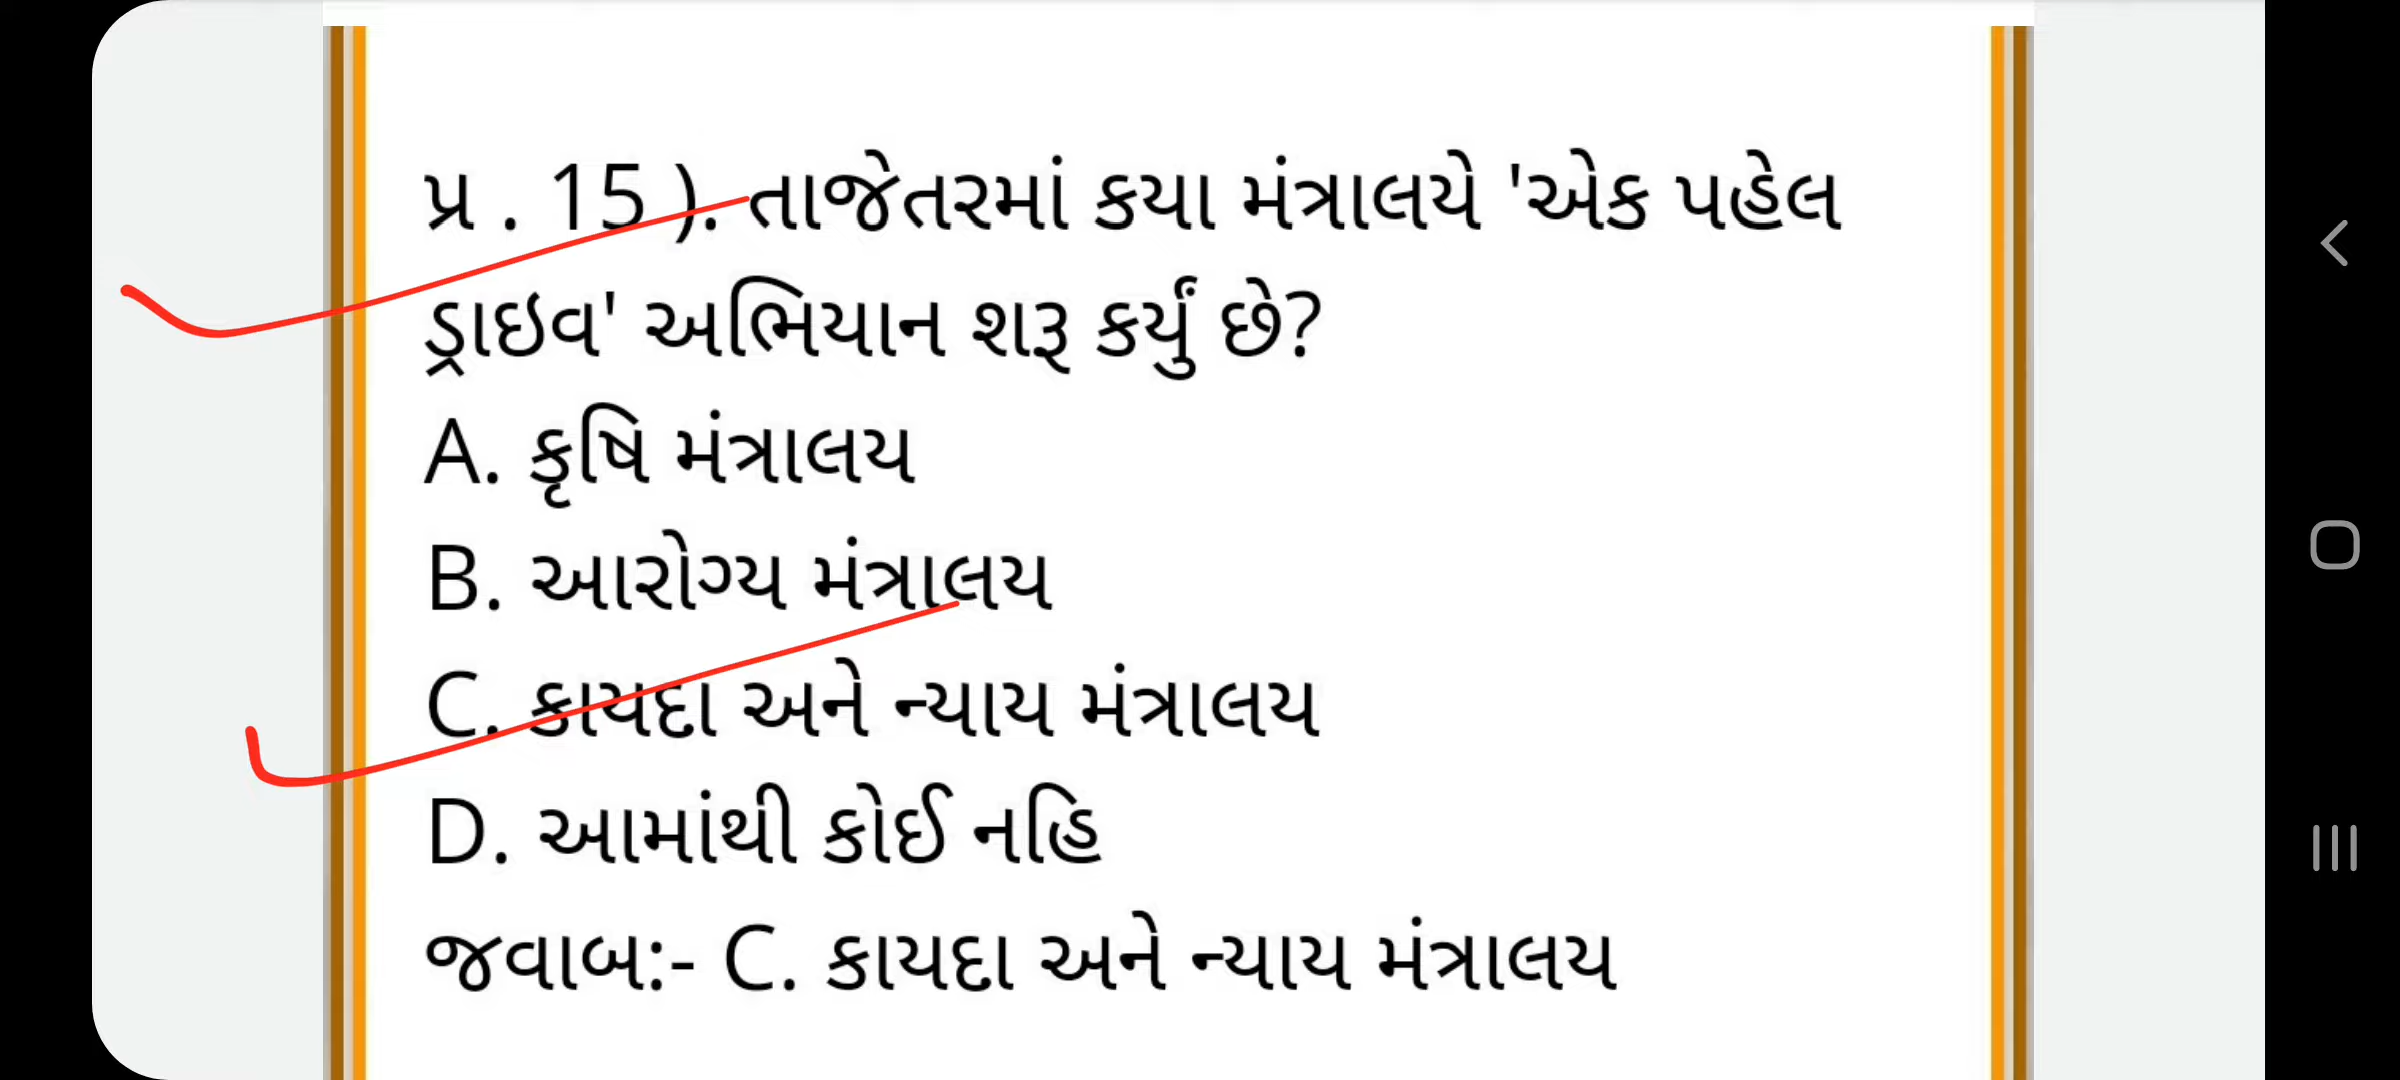 પ્ર . 15 ). તાજેતરમાં કયા મંત્રાલયે 'એક પહેલ
ડ્રાઇવ' અભિયાન શરૂ કર્યું છે?
A. કૃષિ મંત્રાલય
B. આરોગ્ય મંત્રાલય
C. કાયદા અને ન્યાય મંત્રાલય
D. આમાંથી કોઈ નહિ
જવાબ:- C. કાયદા અને ન્યાય મંત્રાલય